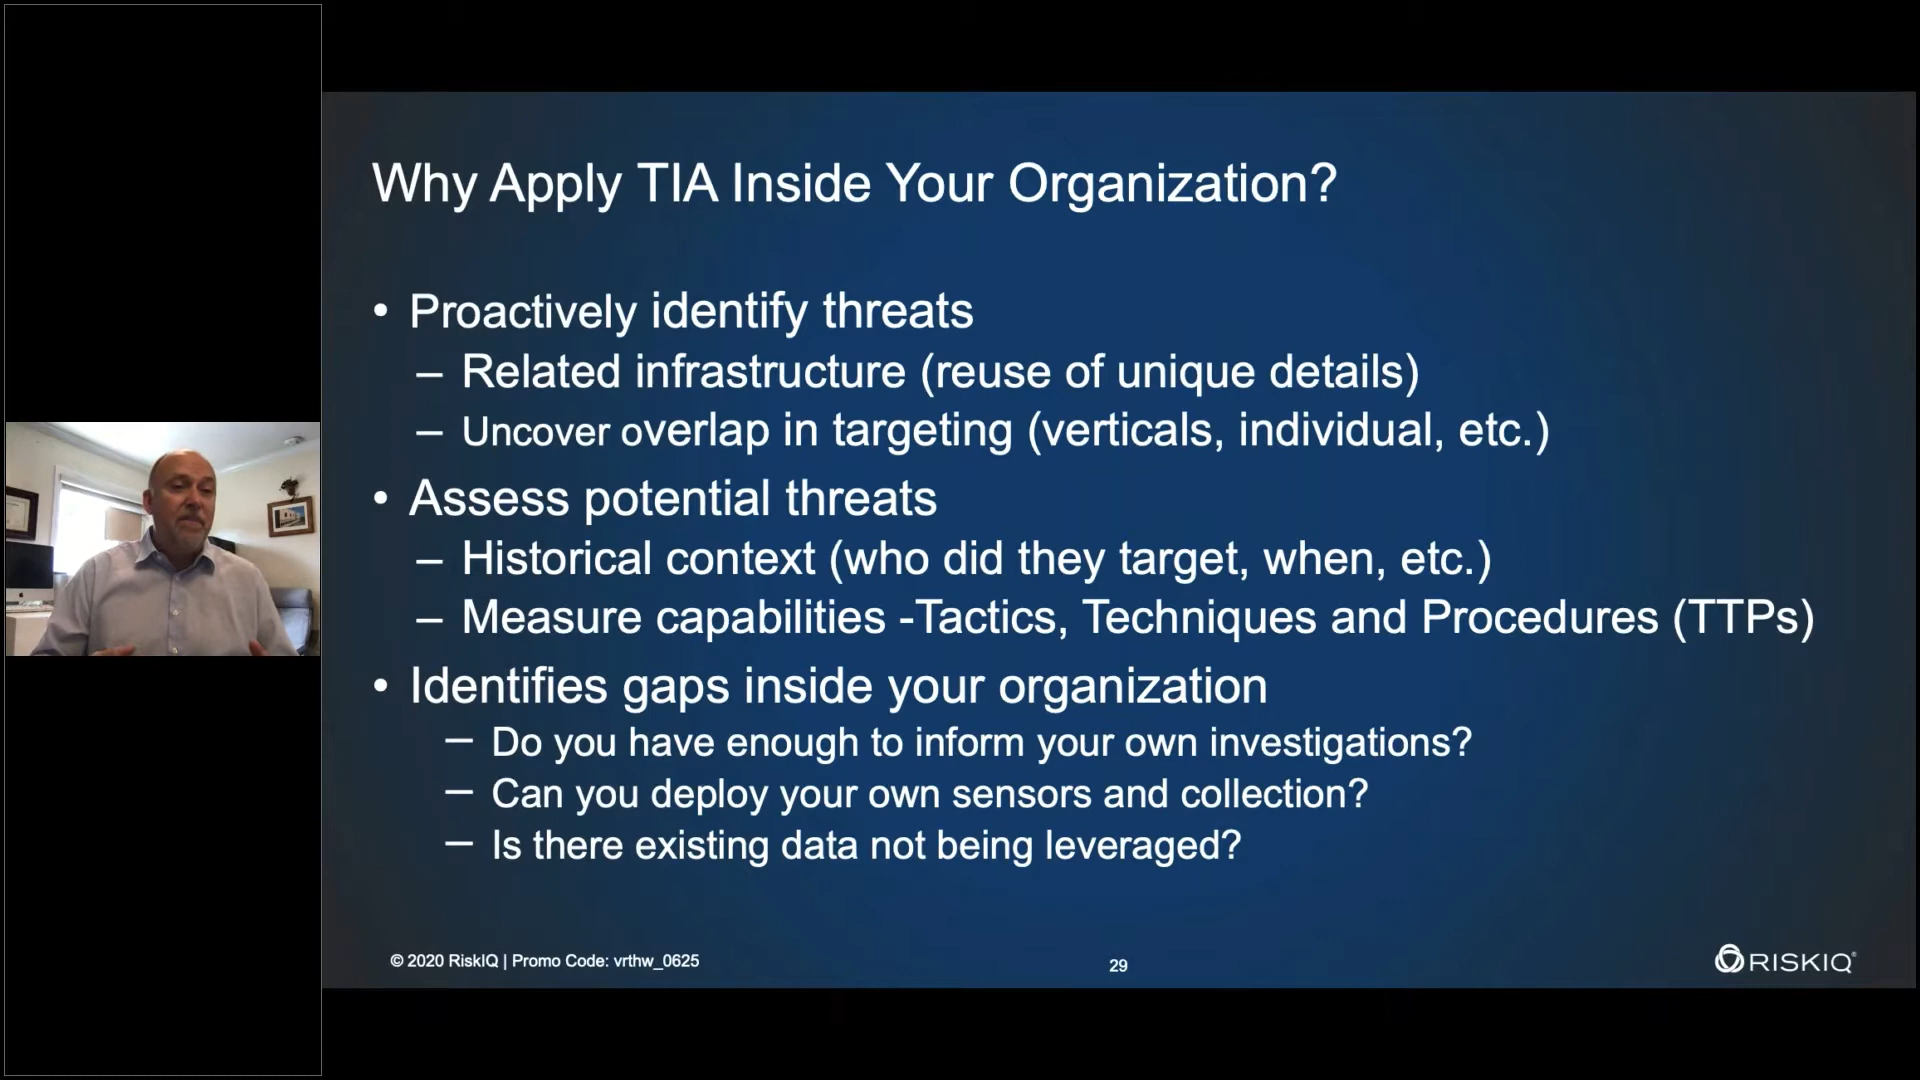 Why Apply TIA Inside Your Organization?
• Proactively identify threats
– Related infrastructure (reuse of unique details)
– Uncover overlap in targeting (verticals, individual, etc.)
• Assess potential threats
– Historical context (who did they target, when, etc.)
– Measure capabilities -Tactics, Techniques and Procedures (TTPs)
• Identifies gaps inside your organization
– Do you have enough to inform your own investigations?
– Can you deploy your own sensors and collection?
– Is there existing data not being leveraged?
© 2020 RiskIQ | Promo Code: vrthw_0625
29
RISKIQ®